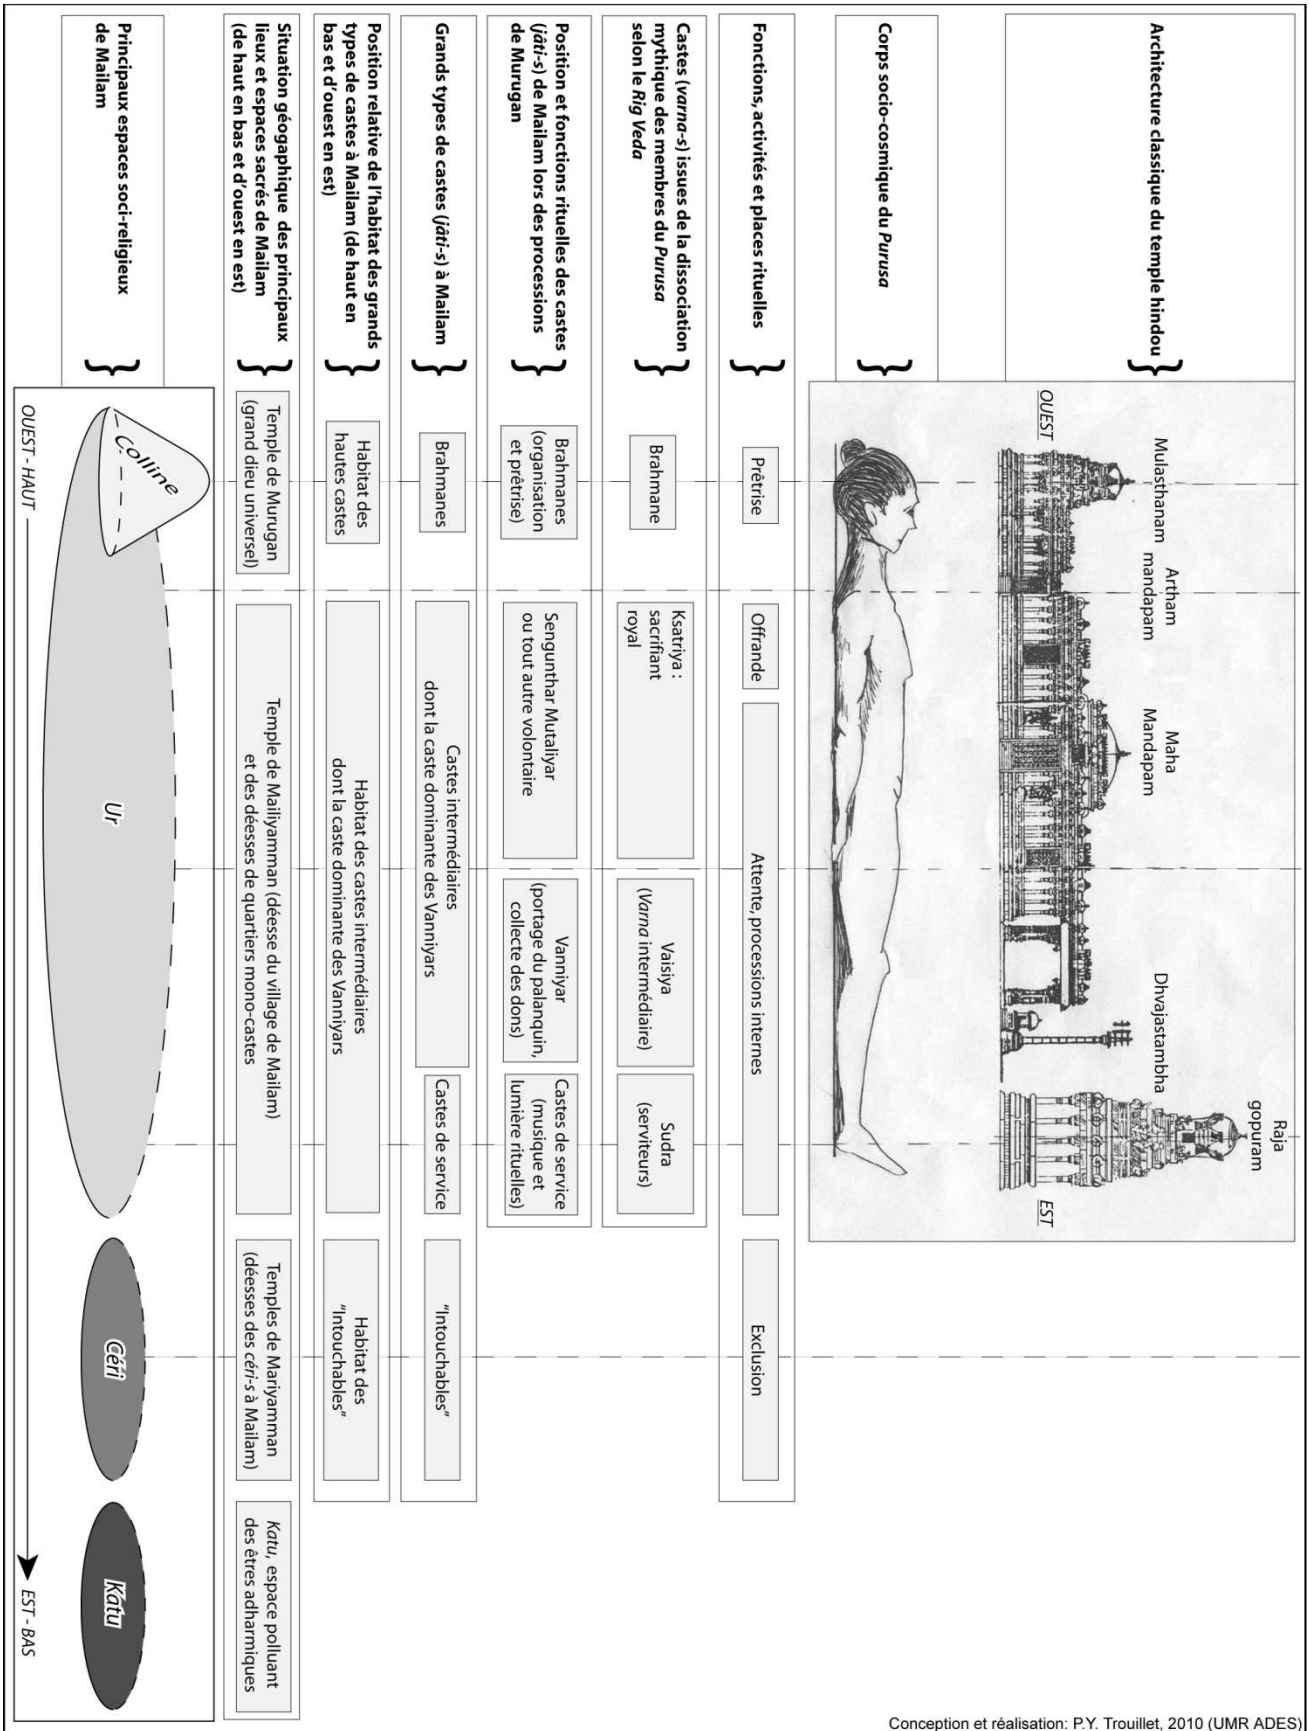 Architecture classique du temple hindou
OUEST
Mulasthanam
Artham
mandapam
Maha
Mandapam
Dhvajastambha
Raja
gopuram
EST
Corps socio-cosmique du Purusa
Fonctions, activités et places rituelles
Prêtrise
Offrande
Attente, processions internes
Exclusion
Castes (varna-s) issues de la dissociation
mythique des membres du Purusa
selon le Rig Veda
Brahmane
Ksatriya :
sacrifiant
royal
Vaisiya
(Varna intermédiaire)
Sudra
(serviteurs)
Position et fonctions rituelles des castes
(jâti-s) de Mailam lors des processions
de Murugan
Brahmanes
(organisation
et prêtrise)
Sengunthar Mutaliyar
ou tout autre volontaire
Vanniyar
(portage du palanquin,
collecte des dons)
Castes de service
(musique et
lumière rituelles)
Grands types de castes (jâti-s) à Mailam
Brahmanes
Castes intermédiaires
dont la caste dominante des Vanniyars
Castes de service
"Intouchables"
Position relative de l'habitat des grands
types de castes à Mailam (de haut en
bas et d'ouest en est)
Habitat des
hautes castes
Habitat des castes intermédiaires
dont la caste dominante des Vanniyars
Habitat des
"Intouchables"
Situation géogaphique des principaux
lieux et espaces sacrés de Mailam
(de haut en bas et d'ouest en est)
Temple de Murugan
(grand dieu universel)
Temple de Mailiyamman (déesse du village de Mailam)
et des déesses de quartiers mono-castes
Temples de Mariyamman
(déesses des céri-s à Mailam)
Katu, espace polluant
des êtres adharmiques
Principaux espaces soci-religieux
de Mailam
Colline
Ur
Céri
Katu
OUEST - HAUT
EST - BAS
Conception et réalisation: P.Y. Trouillet, 2010 (UMR ADES)